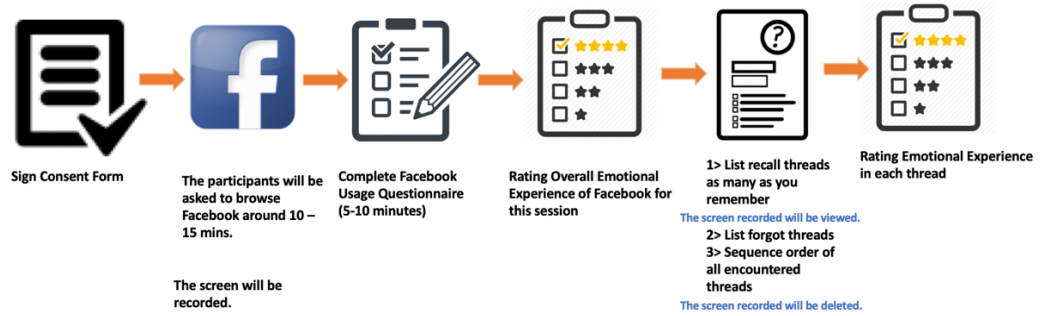 Sign Consent Form
The participants will be
asked to browse
Facebook around 10 –
15 mins.
The screen will be
recorded.
Complete Facebook
Usage Questionnaire
(5-10 minutes)
Rating Overall Emotional
Experience of Facebook for
this session
?
1> List recall threads
as many as you
remember
The screen recorded will be viewed.
2> List forgot threads
3> Sequence order of
all encountered
threads
The screen recorded will be deleted.
Rating Emotional Experience
in each thread